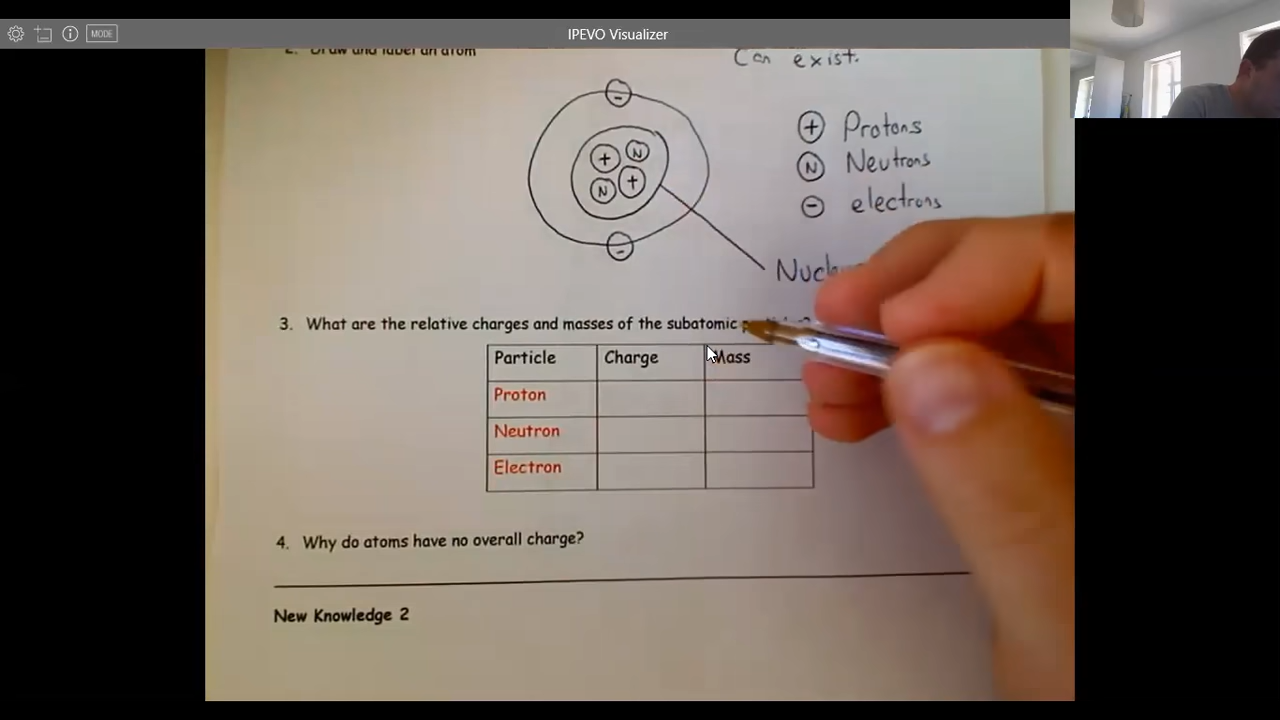 MODE
IPEVO Visualizer
2. Draw and label an atom
Can exist.
+ Protons
N Neutrons
- electrons
-
+ N
N +
-
3. What are the relative charges and masses of the subatomic
Particle Charge Mass
Proton
Neutron
Electron
4. Why do atoms have no overall charge?
New Knowledge 2